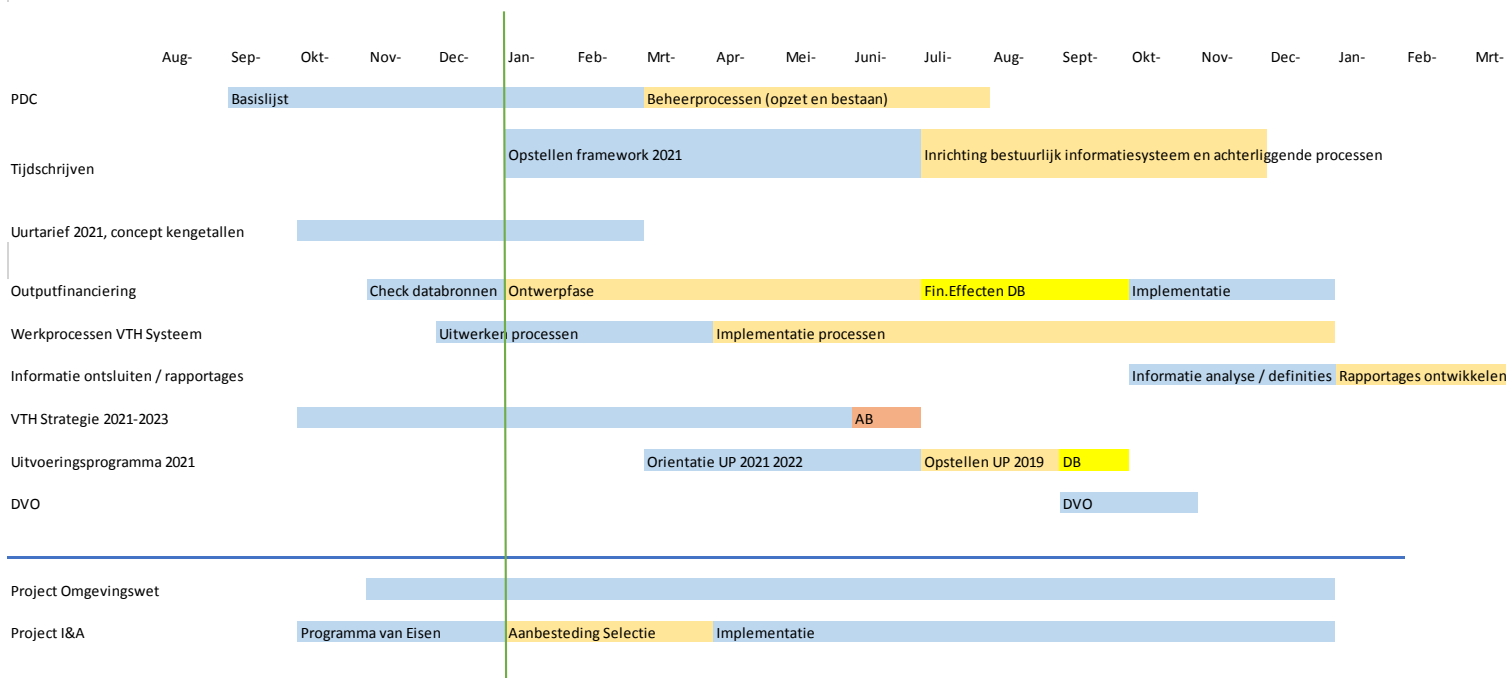 Aug- Sep- Okt- Nov- Dec- Jan- Feb- Mrt- Apr- Mei- Juni- Juli- Aug- Sept- Okt- Nov- Dec- Jan- Feb- Mrt-
PDC Basislijst Beheerprocessen (opzet en bestaan)
Opstellen framework 2021 Inrichting bestuurlijk informatiesysteem en achterliggende processen
Tijdschrijven
Uurtarief 2021, concept kengetallen
Outputfinanciering Check databronnen Ontwerpfase Fin.Effecten DB Implementatie
Werkprocessen VTH Systeem Uitwerken processen Implementatie processen
Informatie ontsluiten / rapportages Informatie analyse / definities Rapportages ontwikkelen
VTH Strategie 2021-2023 AB
Uitvoeringsprogramma 2021 Orientatie UP 2021 2022 Opstellen UP 2019 DB
DVO DVO
Project Omgevingswet
Project I&A Programma van Eisen Aanbesteding Selectie Implementatie